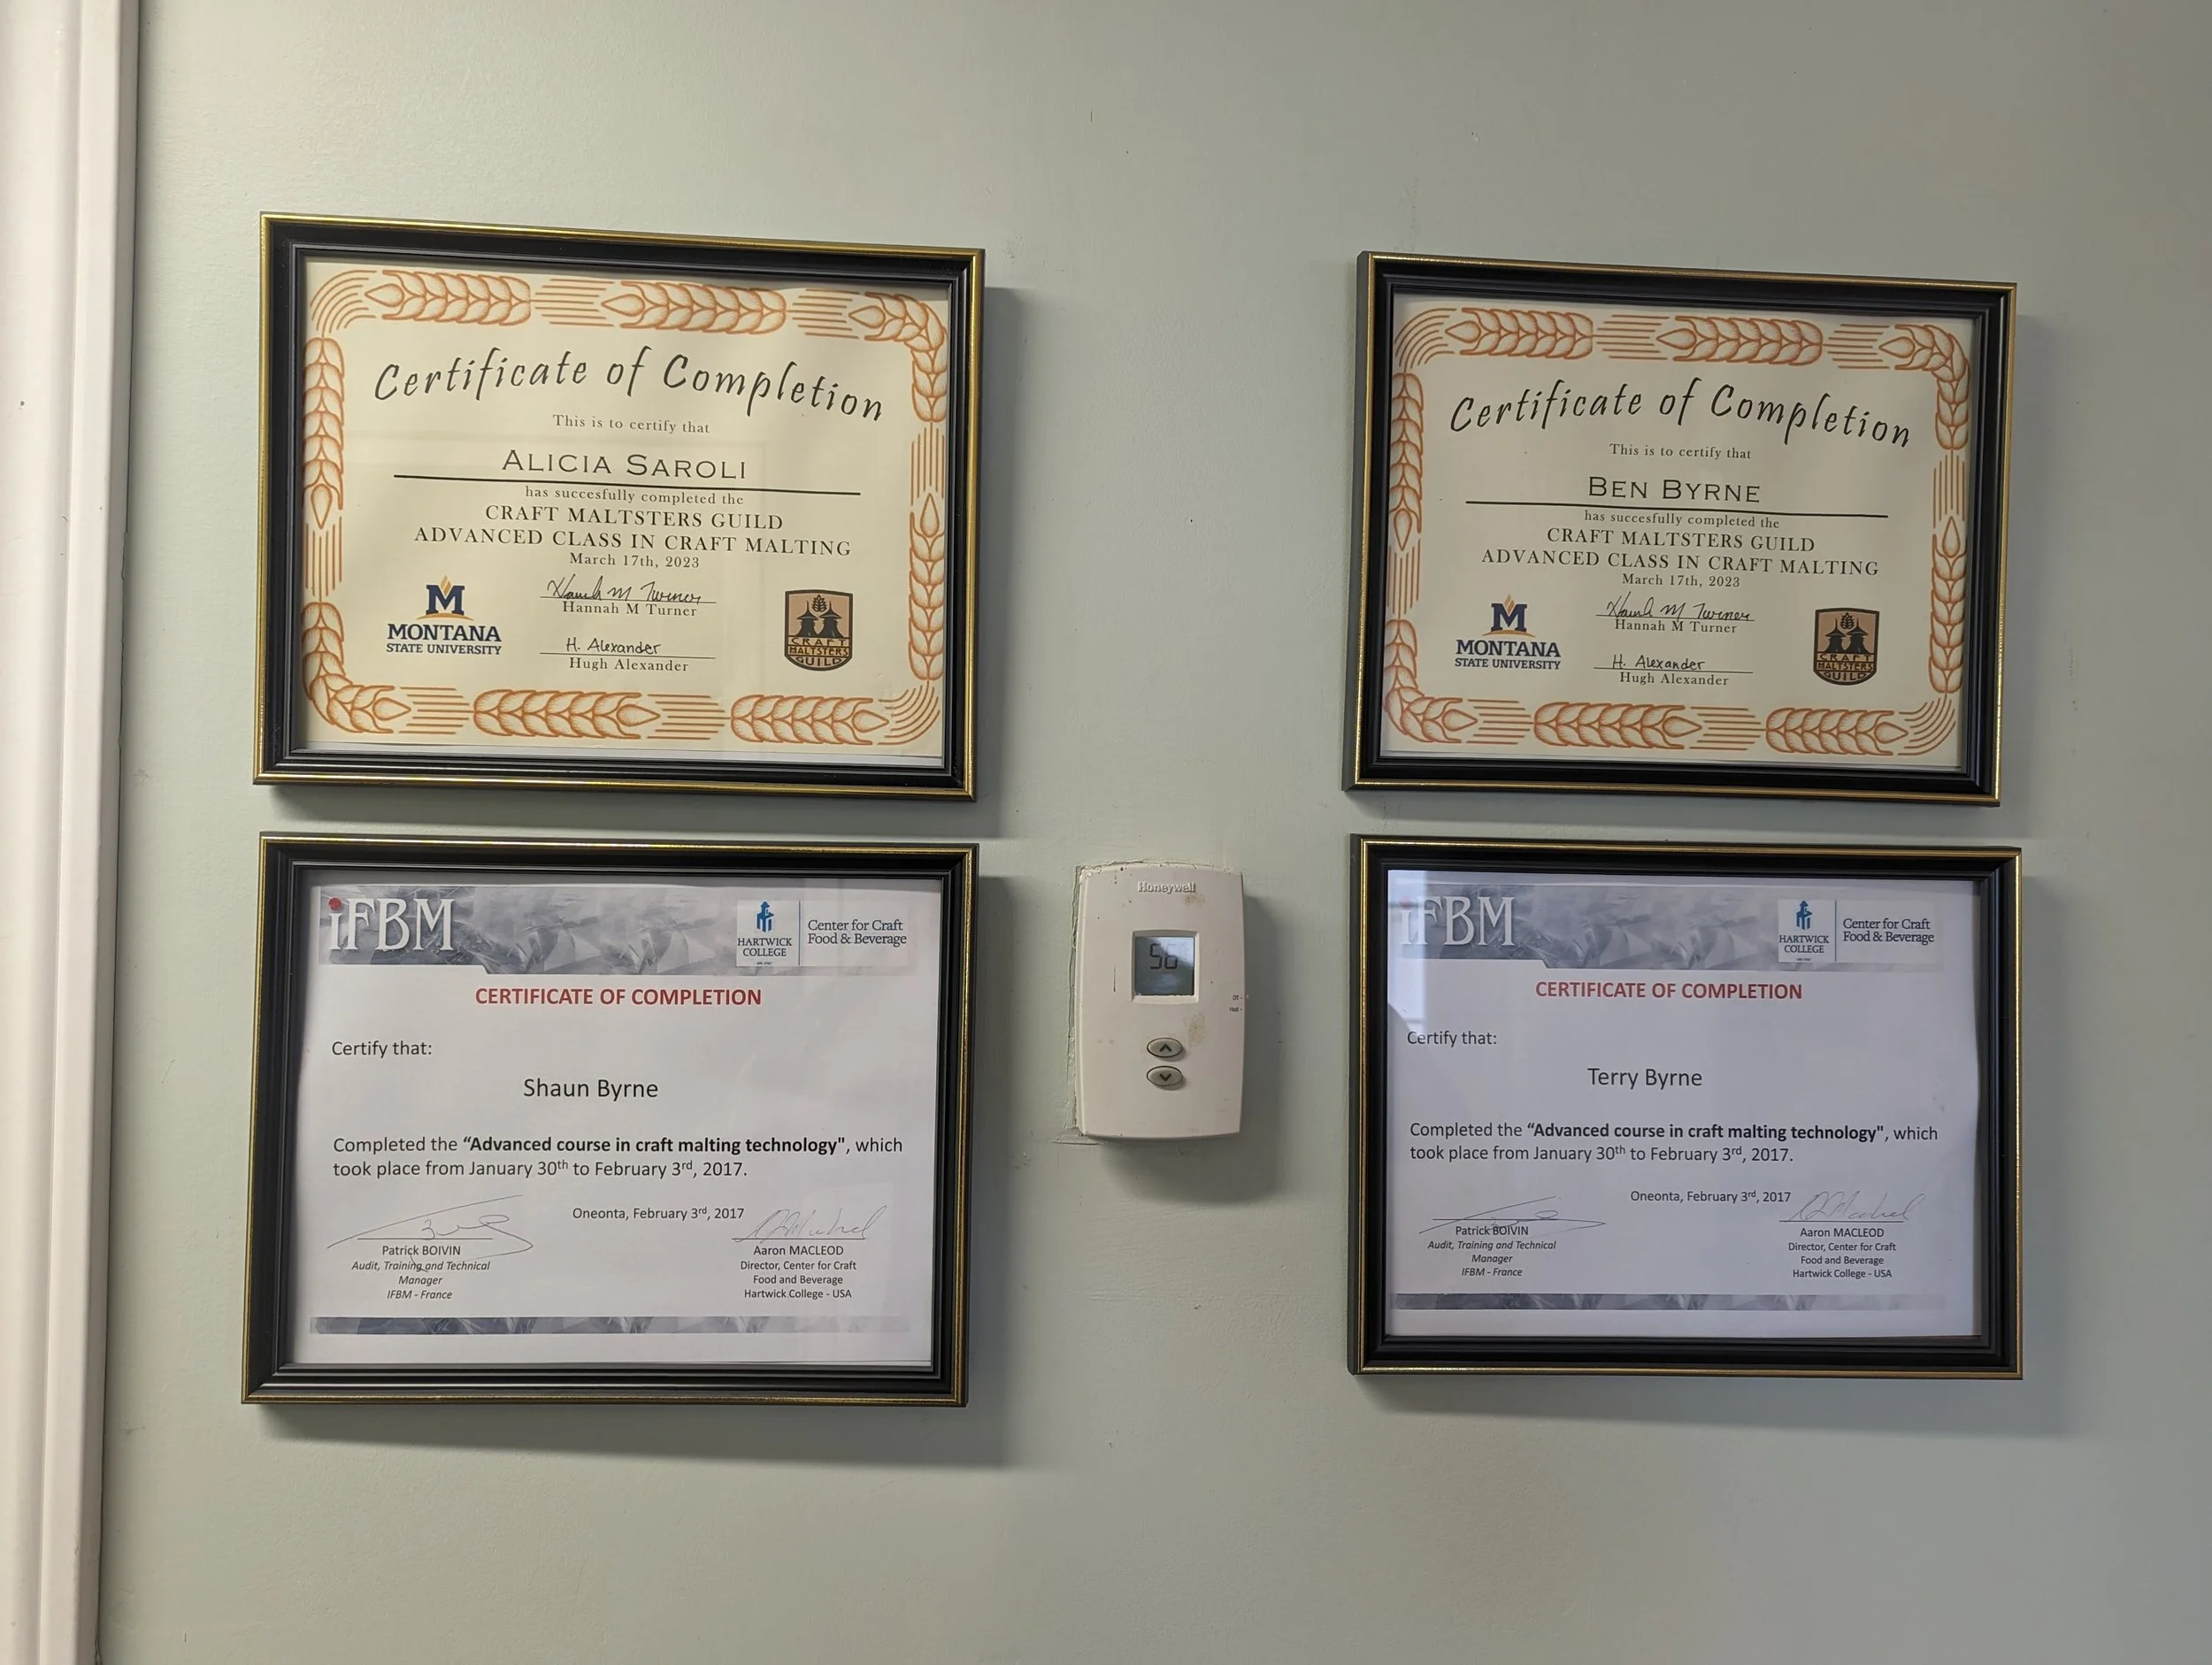 Certificate of Completion
This is to certify that
ALICIA SAROLI
has succesfully completed the
CRAFT MALTSTERS GUILD
ADVANCED CLASS IN CRAFT MALTING
March 17th, 2023
Hannah M Turner
Hannah M Turner
H. Alexander
Hugh Alexander
M
MONTANA
STATE UNIVERSITY
CRAFT
MALTSTERS
GUILD
Certificate of Completion
This is to certify that
BEN BYRNE
has succesfully completed the
CRAFT MALTSTERS GUILD
ADVANCED CLASS IN CRAFT MALTING
March 17th, 2023
Hannah M Turner
Hannah M Turner
H. Alexander
Hugh Alexander
M
MONTANA
STATE UNIVERSITY
CRAFT
MALTSTERS
GUILD
iFBM
HARTWICK
COLLEGE
Center for Craft
Food & Beverage
CERTIFICATE OF COMPLETION
Certify that:
Shaun Byrne
Completed the “Advanced course in craft malting technology", which
took place from January 30th to February 3rd, 2017.
Oneonta, February 3rd, 2017
Patrick BOIVIN
Audit, Training and Technical
Manager
IFBM - France
Aaron MACLEOD
Director, Center for Craft
Food and Beverage
Hartwick College - USA
Honeywell
56
Off
Heat
iFBM
HARTWICK
COLLEGE
Center for Craft
Food & Beverage
CERTIFICATE OF COMPLETION
Certify that:
Terry Byrne
Completed the “Advanced course in craft malting technology", which
took place from January 30th to February 3rd, 2017.
Oneonta, February 3rd, 2017
Patrick BOIVIN
Audit, Training and Technical
Manager
IFBM - France
Aaron MACLEOD
Director, Center for Craft
Food and Beverage
Hartwick College - USA